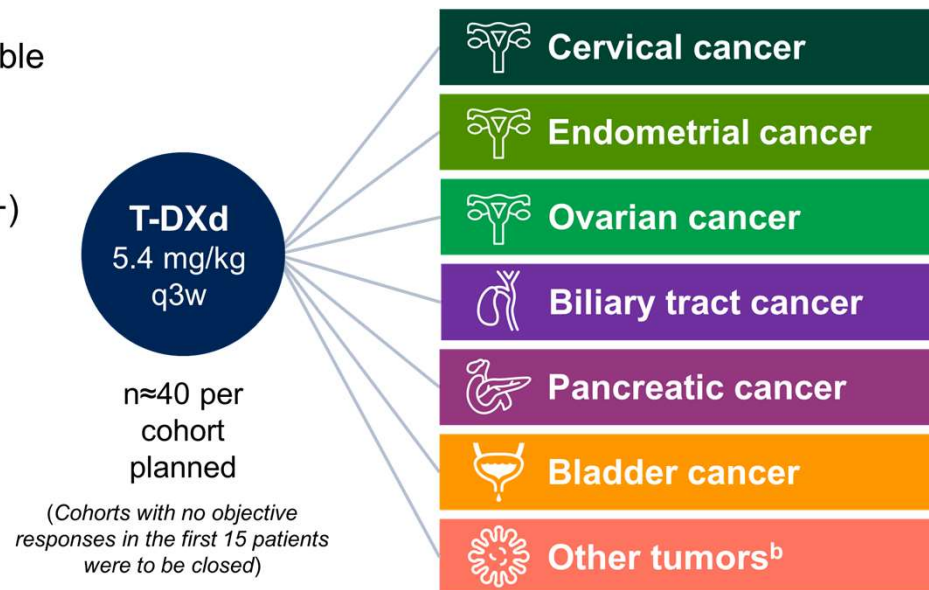 ble
-)
T-DXd
5.4 mg/kg
q3w
n≈40 per
cohort
planned
(Cohorts with no objective
responses in the first 15 patients
were to be closed)
Cervical cancer
Endometrial cancer
Ovarian cancer
Biliary tract cancer
Pancreatic cancer
Bladder cancer
Other tumorsᵇ